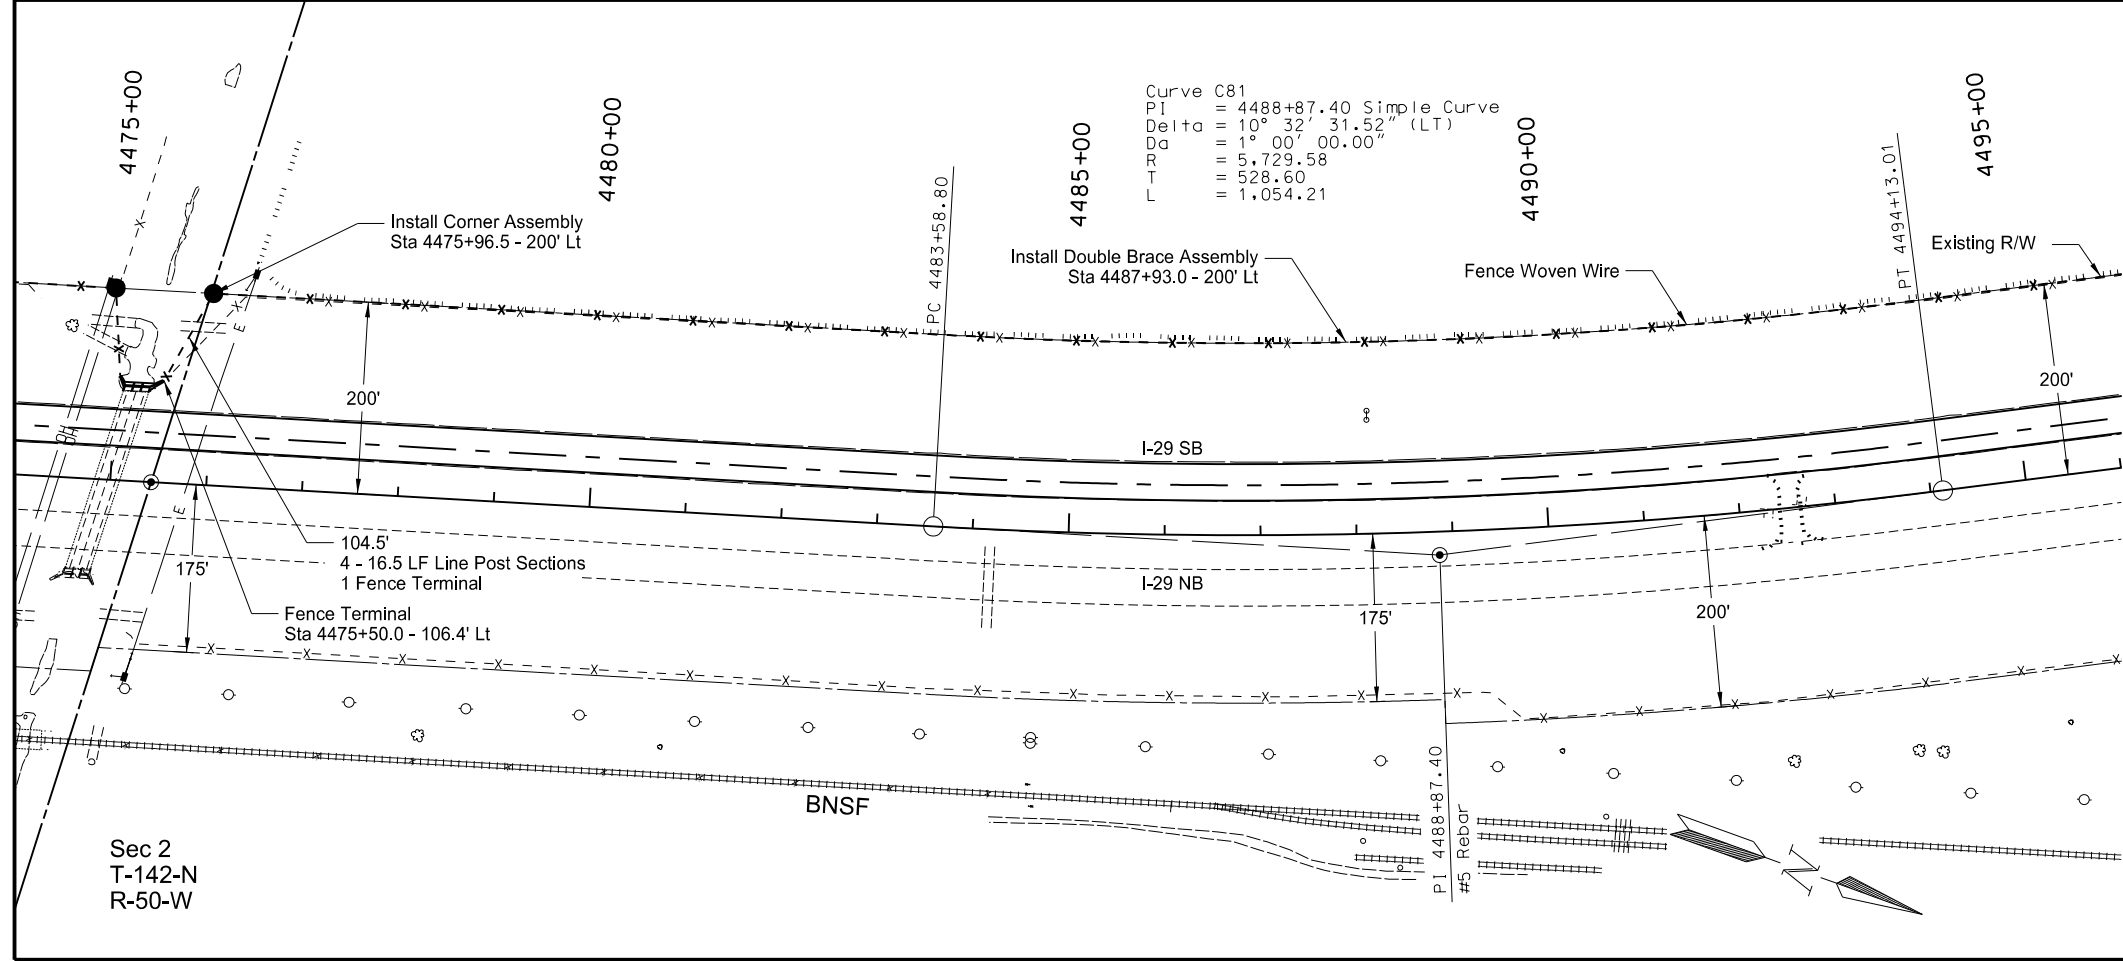 4475+00
4480+00
4485+00
4490+00
4495+00
Curve C81
PI = 4488+87.40 Simple Curve
Delta = 10° 32' 31.52" (LT)
Da = 1° 00' 00.00"
R = 5,729.58
T = 528.60
L = 1,054.21
Install Corner Assembly
Sta 4475+96.5 - 200' Lt
PC 4483+58.80
Install Double Brace Assembly
Sta 4487+93.0 - 200' Lt
Fence Woven Wire
PT 4494+13.01
Existing R/W
200'
200'
I-29 SB
OH
E
E
104.5'
4 - 16.5 LF Line Post Sections
1 Fence Terminal
175'
I-29 NB
Fence Terminal
Sta 4475+50.0 - 106.4' Lt
175'
200'
BNSF
PI 4488+87.40
#5 Rebar
N
Sec 2
T-142-N
R-50-W